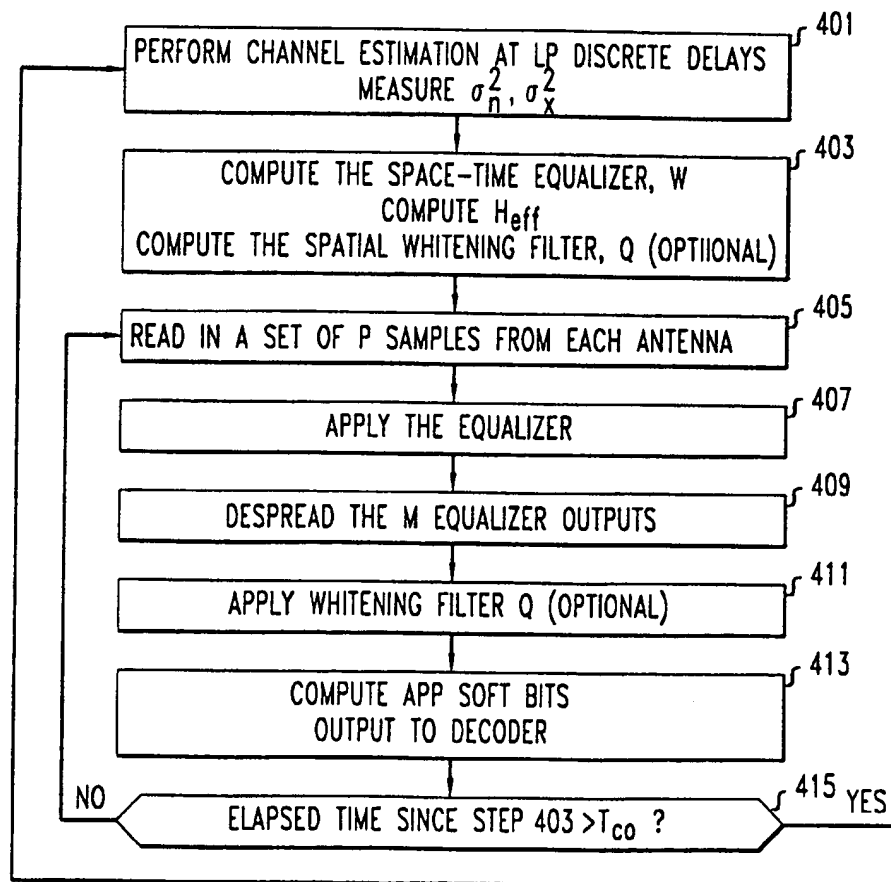 401
PERFORM CHANNEL ESTIMATION AT LP DISCRETE DELAYS
MEASURE σ²n, σ²x
403
COMPUTE THE SPACE-TIME EQUALIZER, W
COMPUTE Heff
COMPUTE THE SPATIAL WHITENING FILTER, Q (OPTIIONAL)
405
READ IN A SET OF P SAMPLES FROM EACH ANTENNA
407
APPLY THE EQUALIZER
409
DESPREAD THE M EQUALIZER OUTPUTS
411
APPLY WHITENING FILTER Q (OPTIONAL)
413
COMPUTE APP SOFT BITS
OUTPUT TO DECODER
NO
415
YES
ELAPSED TIME SINCE STEP 403 >TCO ?